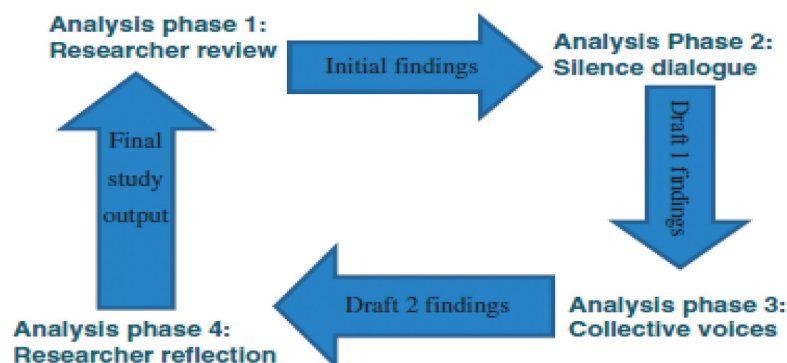 Analysis phase 1:
Researcher review
Initial findings
Analysis Phase 2:
Silence dialogue
Draft 1 findings
Analysis phase 3:
Collective voices
Draft 2 findings
Analysis phase 4:
Researcher reflection
Final
study
output